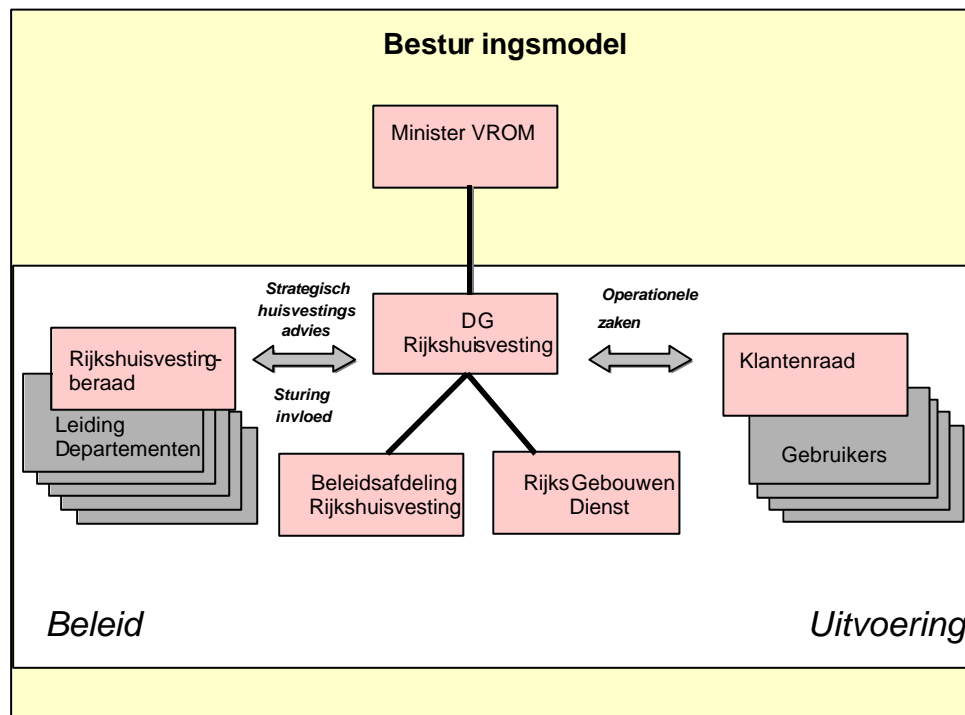 Bestur ingsmodel
Minister VROM
Strategisch
huisvestings
advies
Operationele
zaken
DG
Rijkshuisvesting
Rijkshuisvesting-
beraad
Klantenraad
Sturing
invloed
Leiding
Departementen
Gebruikers
Beleidsafdeling
Rijkshuisvesting
Rijks Gebouwen
Dienst
Beleid
Uitvoering